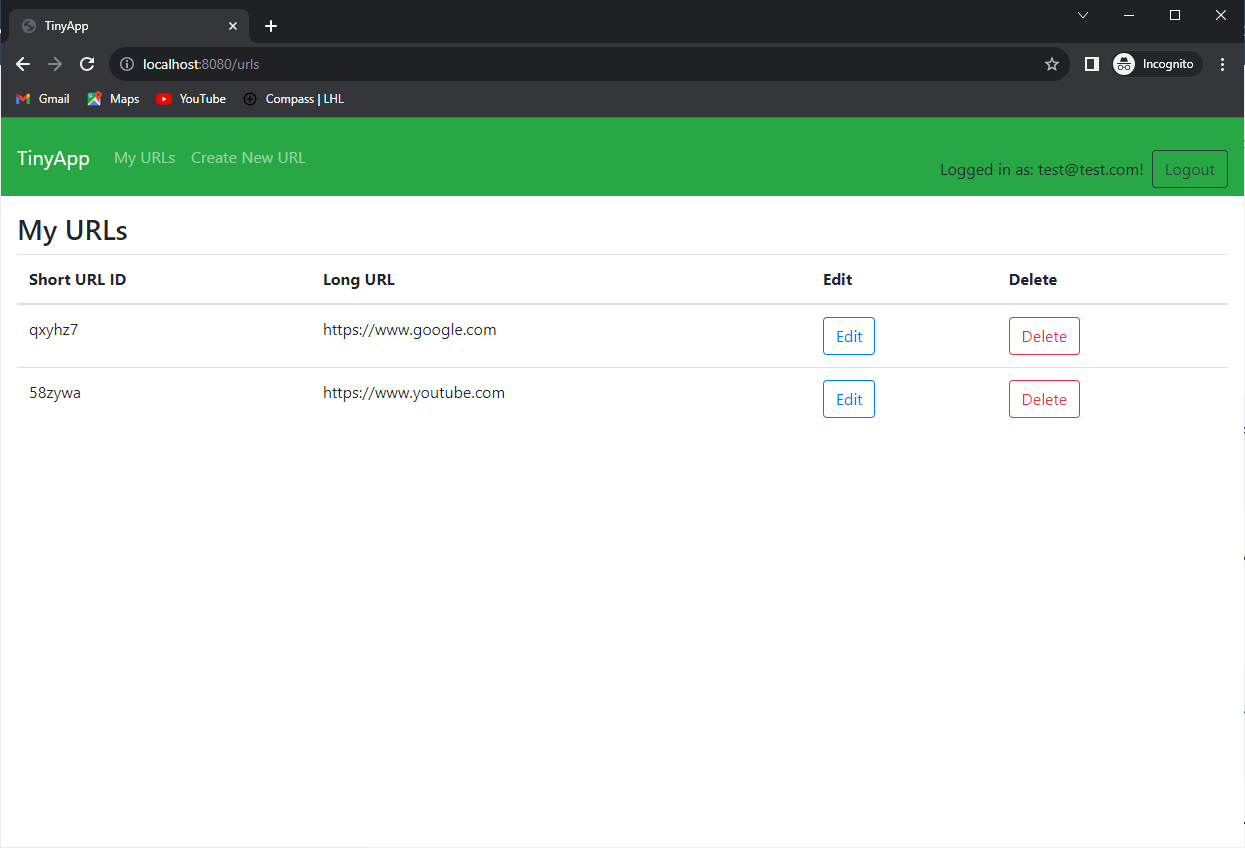 TinyApp
localhost:8080/urls
Incognito
Gmail Maps YouTube Compass | LHL
TinyApp My URLs Create New URL
Logged in as: test@test.com! Logout
My URLs
Short URL ID Long URL Edit Delete
qxyhz7 https://www.google.com Edit Delete
58zywa https://www.youtube.com Edit Delete